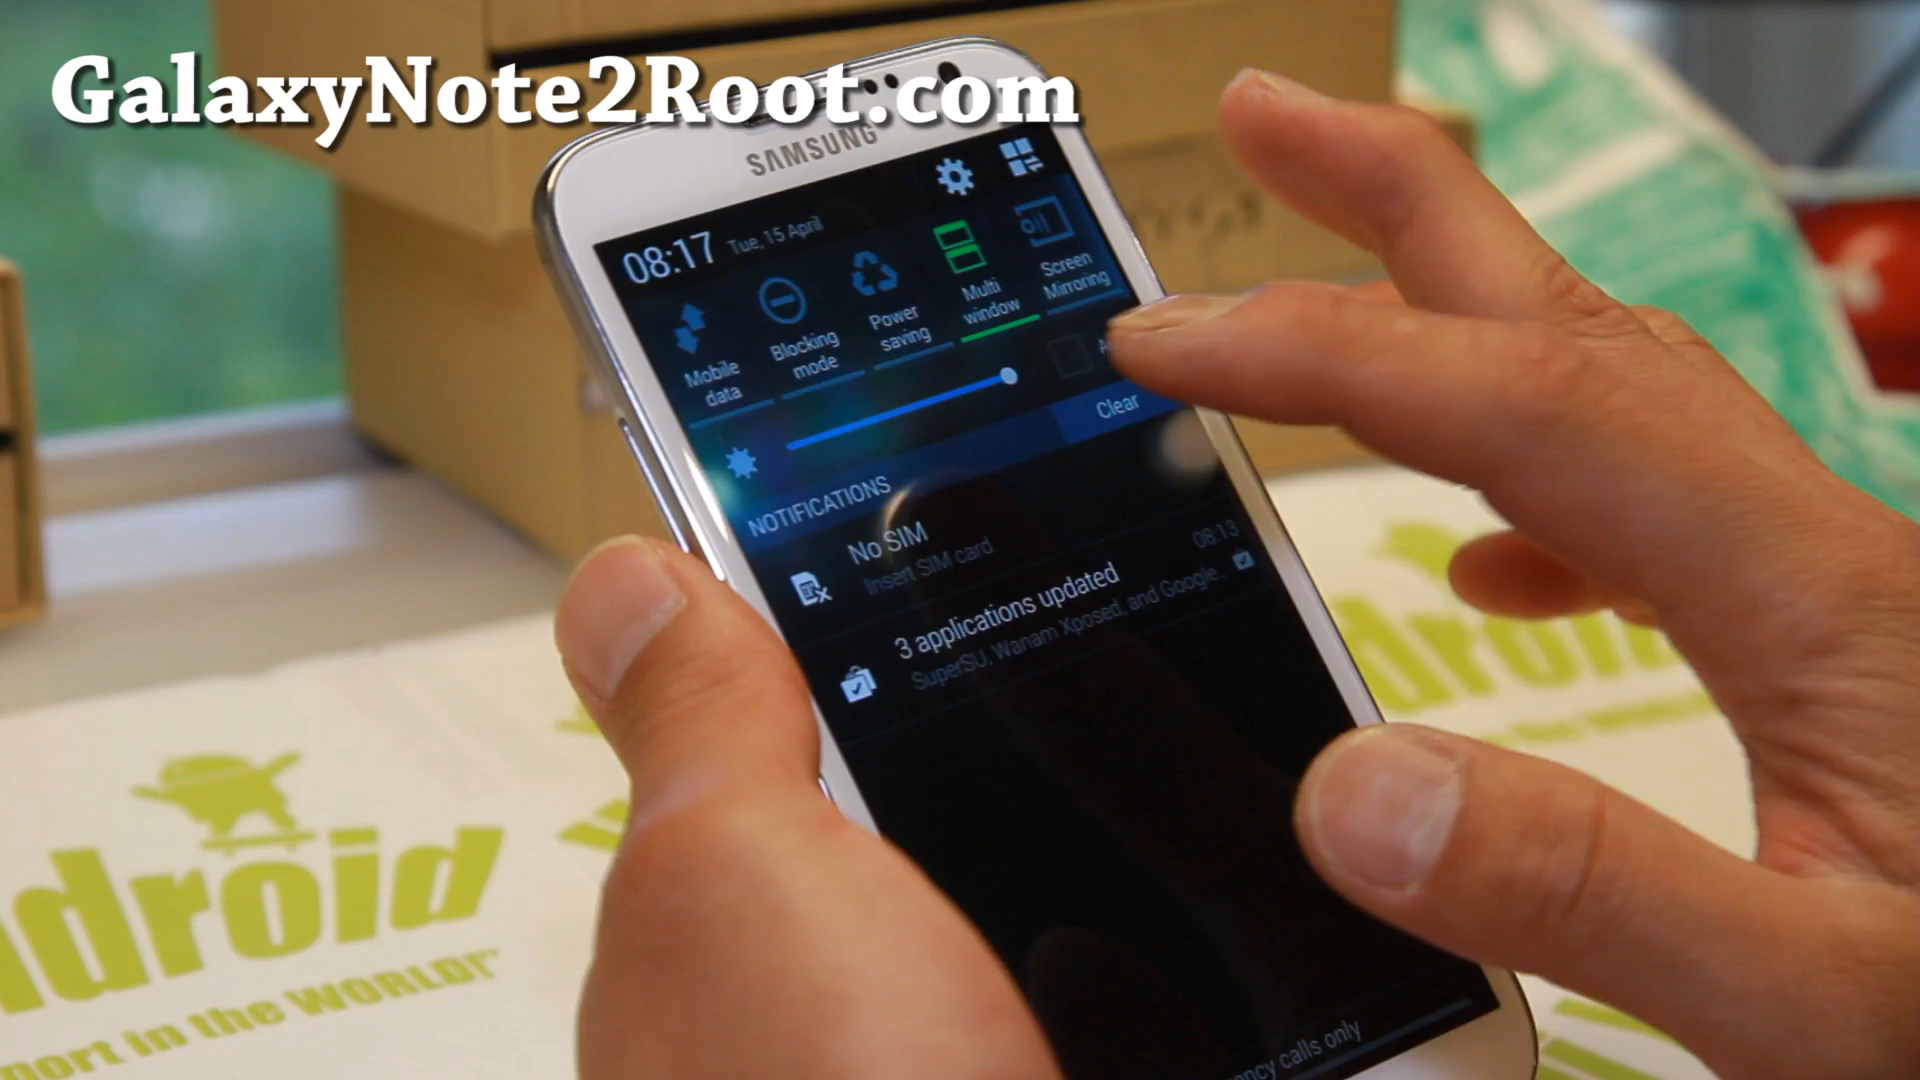 GalaxyNote2Root.com
SAMSUNG
08:17 Tue, 15 April
Mobile data
Blocking mode
Power saving
Multi window
Screen Mirroring
Clear
NOTIFICATIONS
No SIM
Insert SIM card.
08:13
3 applications updated
SuperSU, Wanam Xposed, and Google..
calls only
droid
in the WORLD!